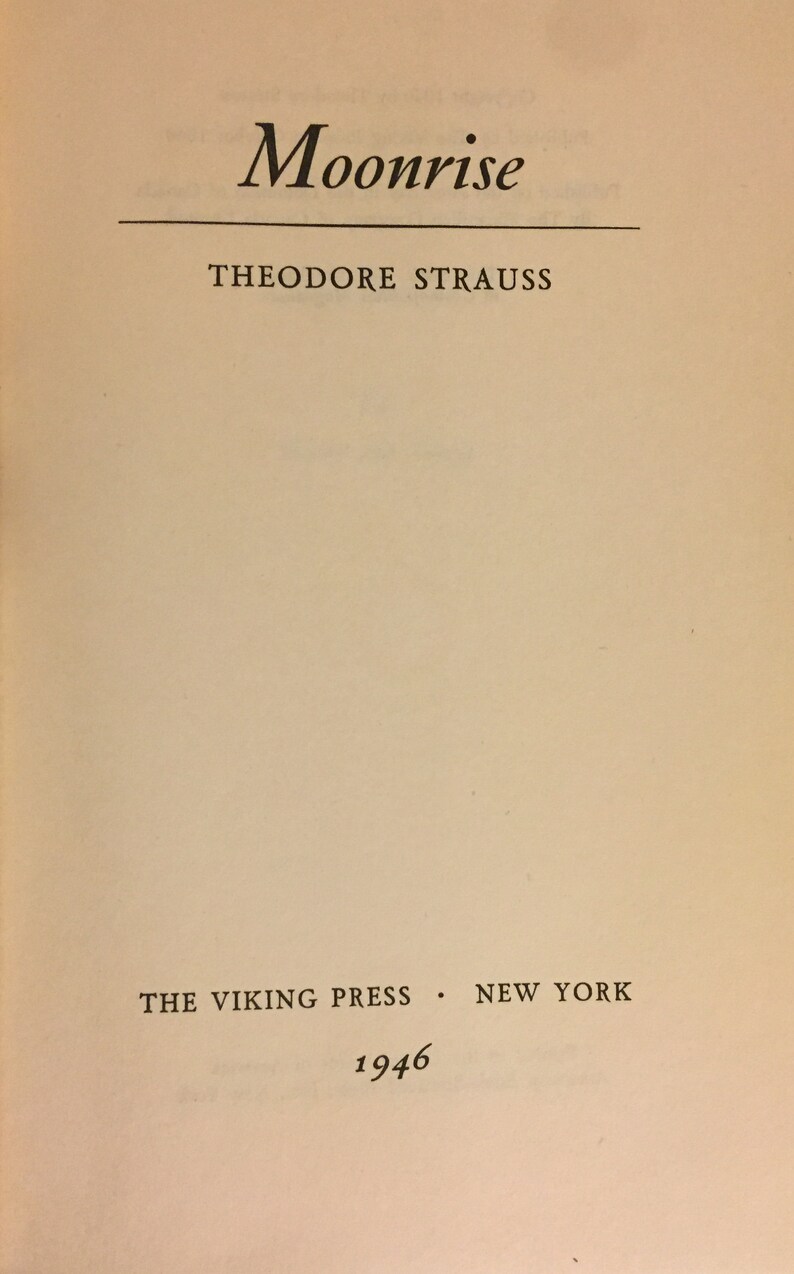 Moonrise
THEODORE STRAUSS
THE VIKING PRESS · NEW YORK
1946